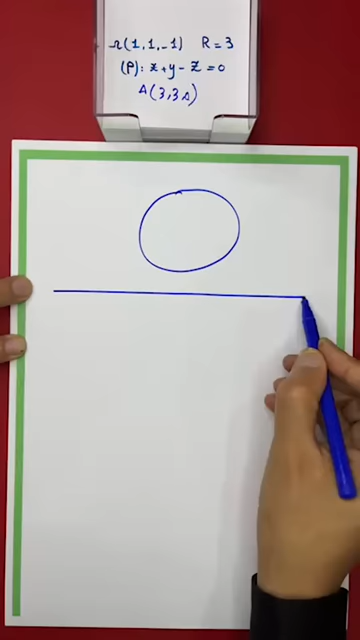 Ω(1,1,-1) R=3
(P): x+y-z=0
A(3,3,1)